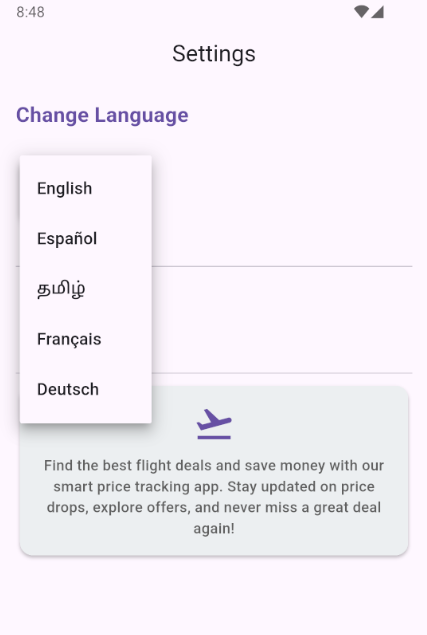 8:48
Settings
Change Language
English
Español
தமிழ்
Français
Deutsch
Find the best flight deals and save money with our
smart price tracking app. Stay updated on price
drops, explore offers, and never miss a great deal
again!